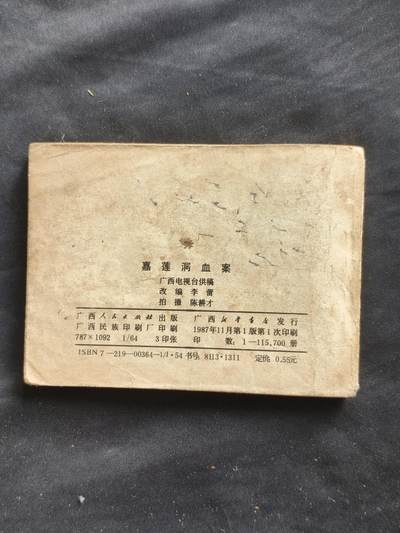 嘉莲洞血案
广西电视台供稿
改编 李蕾
拍摄 陈耕才
广西人民出版社出版 广西新华书店发行
广西民族印刷厂印刷 1987年11月第1版第1次印刷
787×1092 1/64 3印张 印数:1—115,700册
ISBN 7—219—00364—1/I·54 书号:8113·1311 定价:0.55元